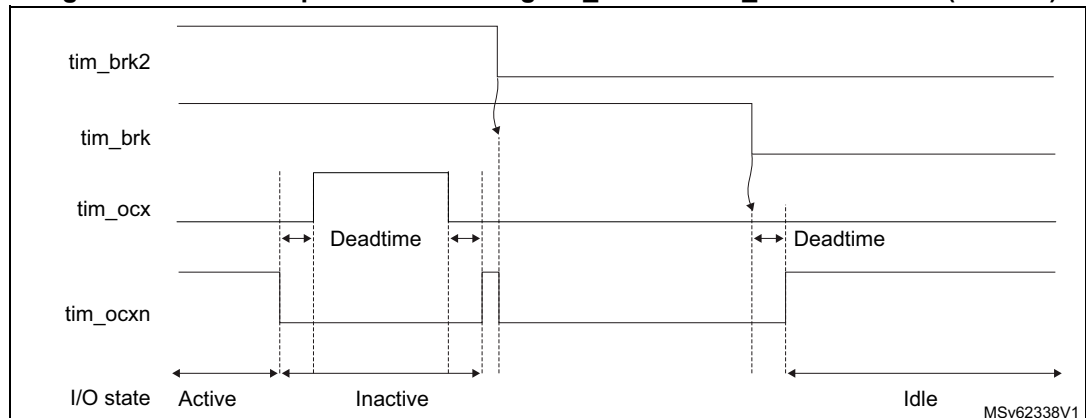 tim_brk2
tim_brk
tim_ocx
Deadtime
Deadtime
tim_ocxn
I/O state Active Inactive Idle
MSv62338V1